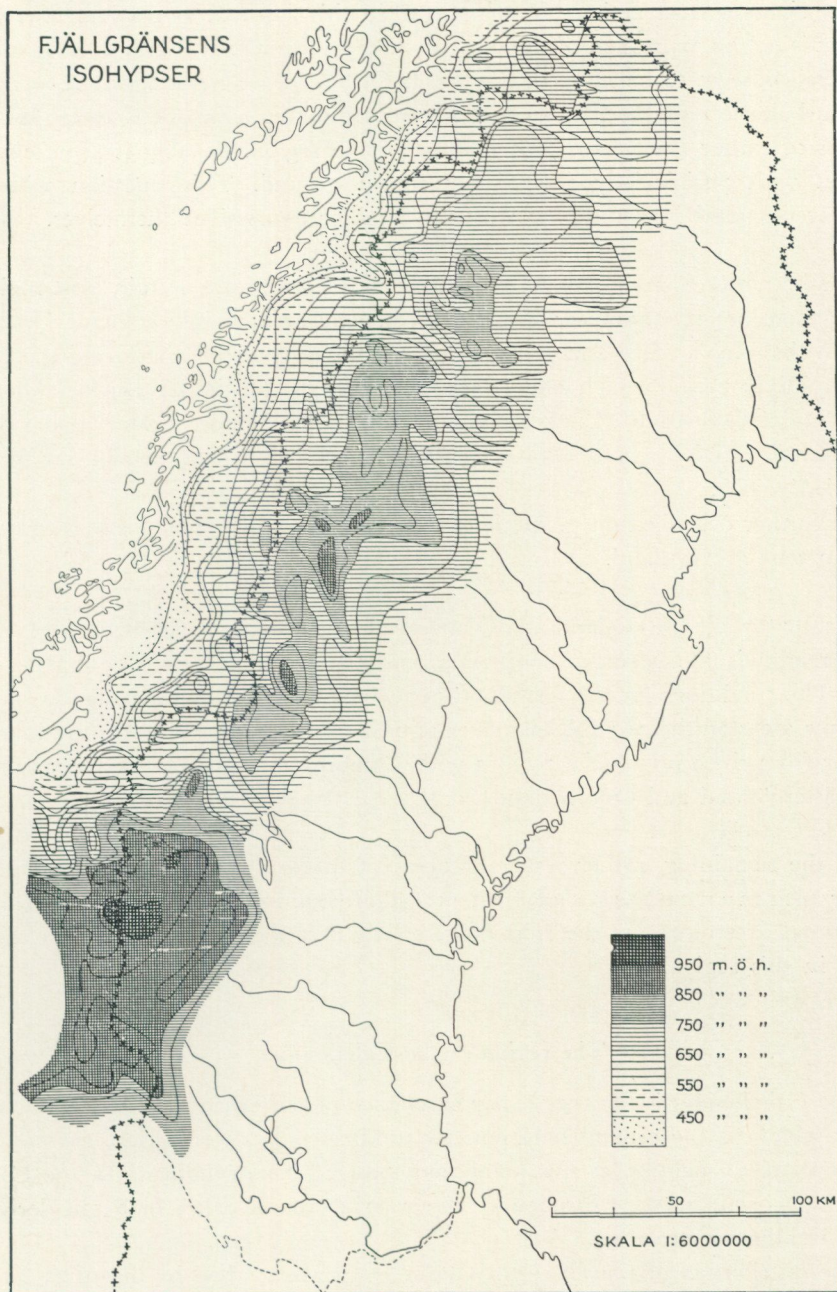 FJÄLLGRÄNSENS
ISOHYPSER
950 m.ö.h.
850 " " "
750 " " "
650 " " "
550 " " "
450 " " "
0 50 100 KM
SKALA 1:6000000